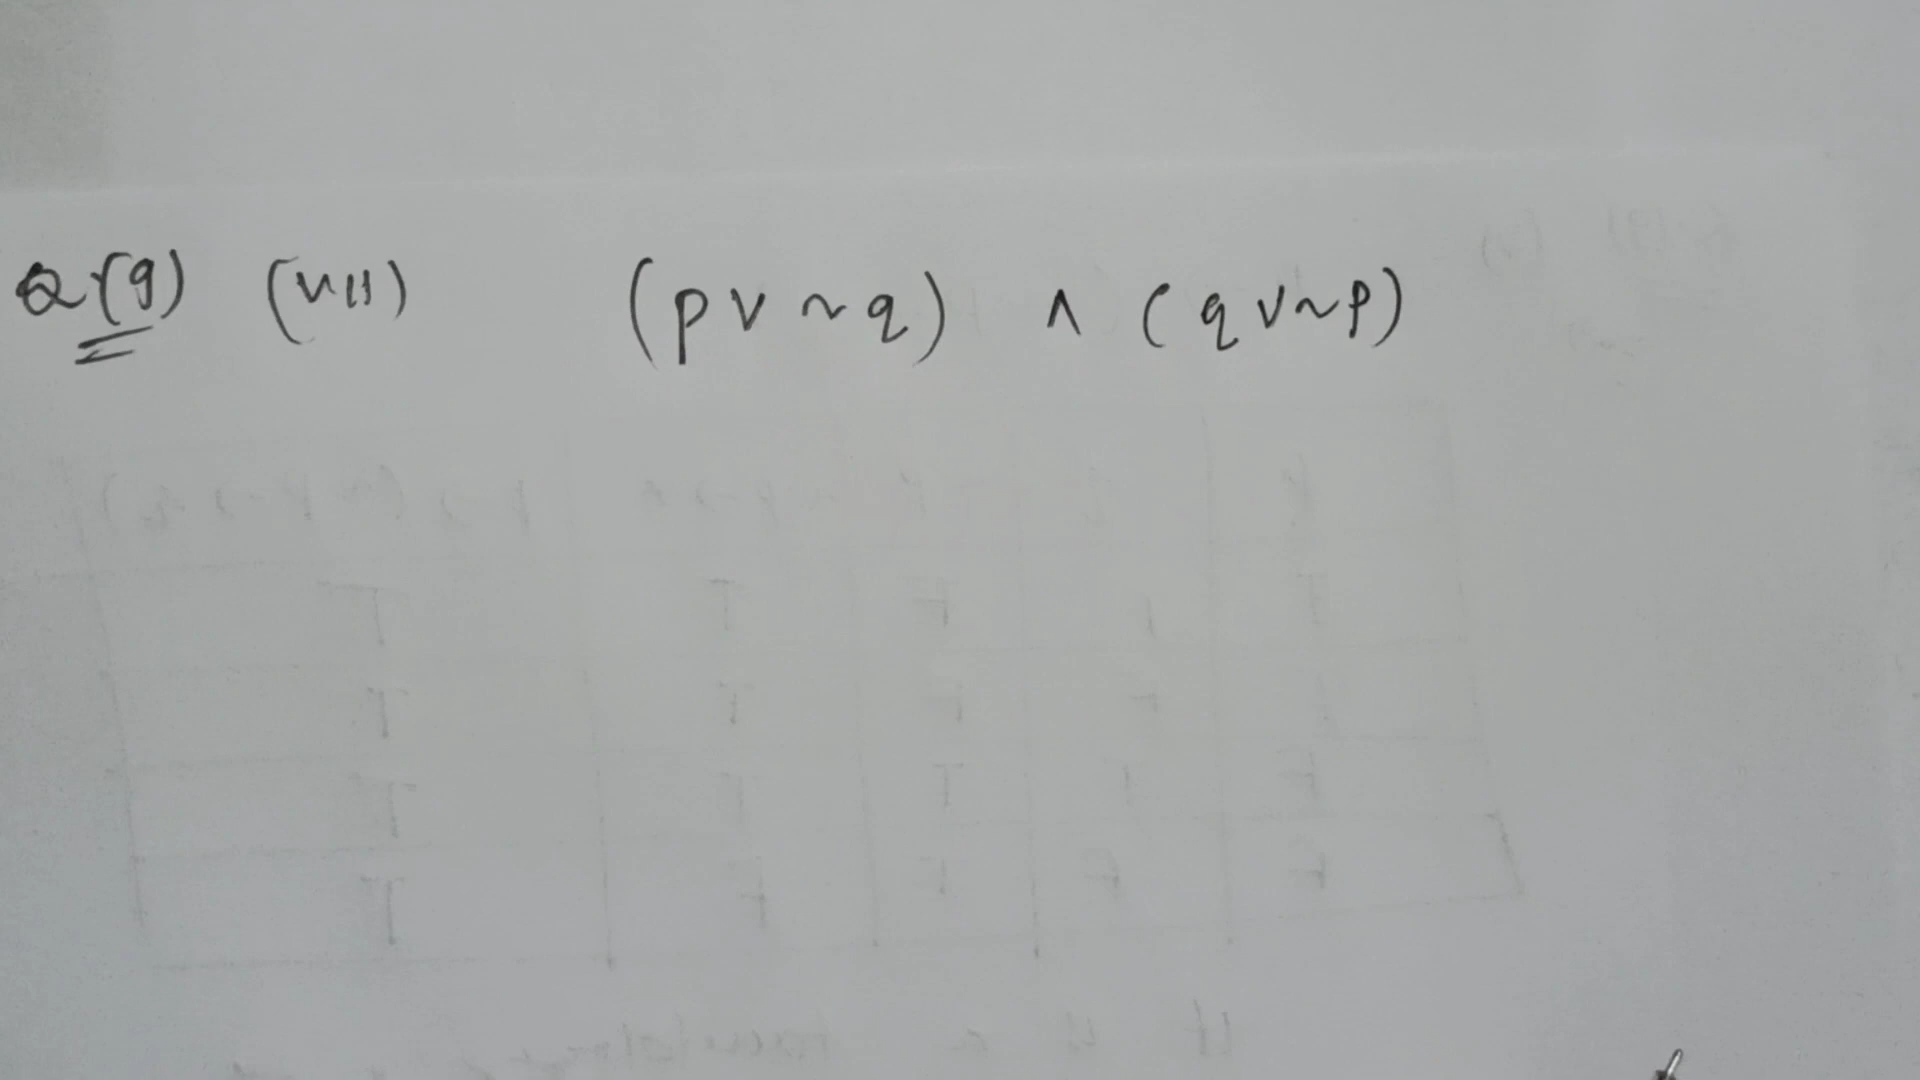 Q(9) (vii) (p ∨ ~q) ∧ (q ∨ ~p)